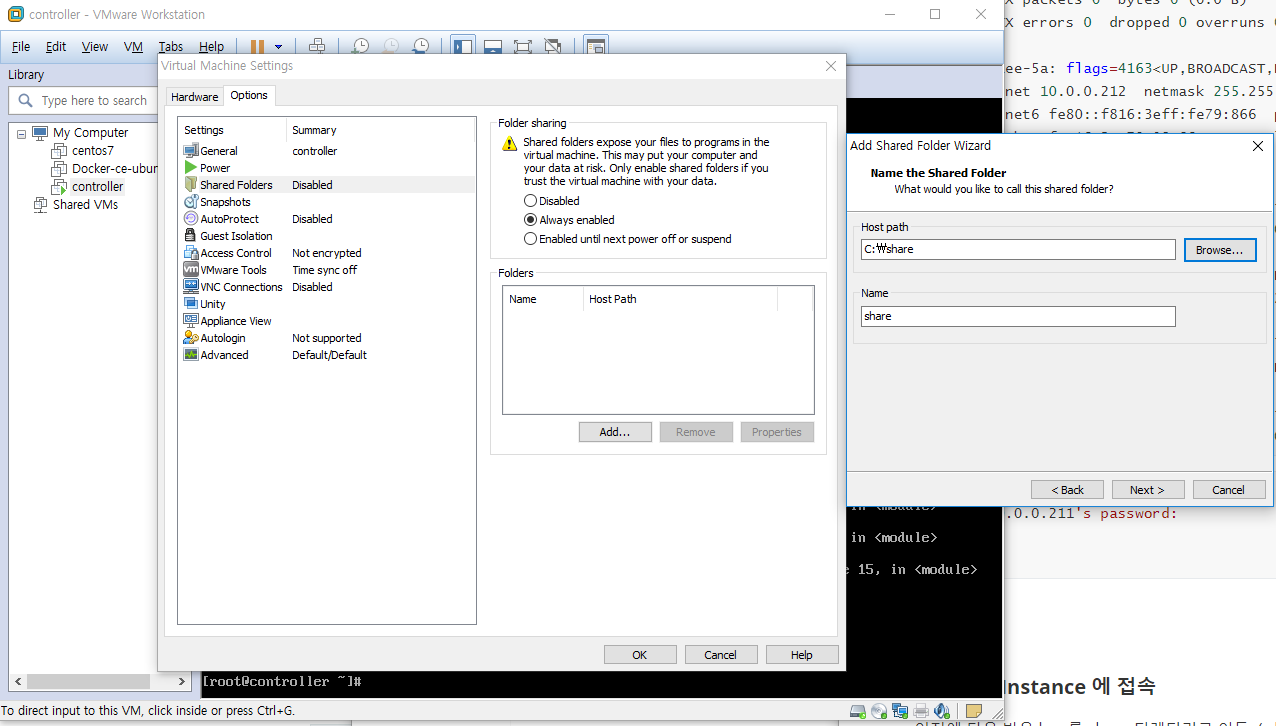 controller - VMware Workstation
File Edit View VM Tabs Help
Library
Type here to search
My Computer
centos7
Docker-ce-ubun
controller
Shared VMs
Virtual Machine Settings
Hardware Options
Settings Summary
General controller
Power
Shared Folders Disabled
Snapshots
AutoProtect Disabled
Guest Isolation
Access Control Not encrypted
VMware Tools Time sync off
VNC Connections Disabled
Unity
Appliance View
Autologin Not supported
Advanced Default/Default
Folder sharing
Shared folders expose your files to programs in the
virtual machine. This may put your computer and
your data at risk. Only enable shared folders if you
trust the virtual machine with your data.
Disabled
Always enabled
Enabled until next power off or suspend
Folders
Name Host Path
Add... Remove Properties
OK Cancel Help
X packets 0 bytes 0 (0.0 B)
X errors 0 dropped 0 overruns
ee-5a: flags=4163<UP,BROADCAST,
net 10.0.0.212 netmask 255.255
net6 fe80::f816:3eff:fe79:866
Add Shared Folder Wizard
Name the Shared Folder
What would you like to call this shared folder?
Host path
C:₩share
Browse...
Name
share
< Back Next > Cancel
in <module>
.0.0.211's password:
in <module>
e 15, in <module>
[root@controller ~]#
Instance 에 접속
To direct input to this VM, click inside or press Ctrl+G.